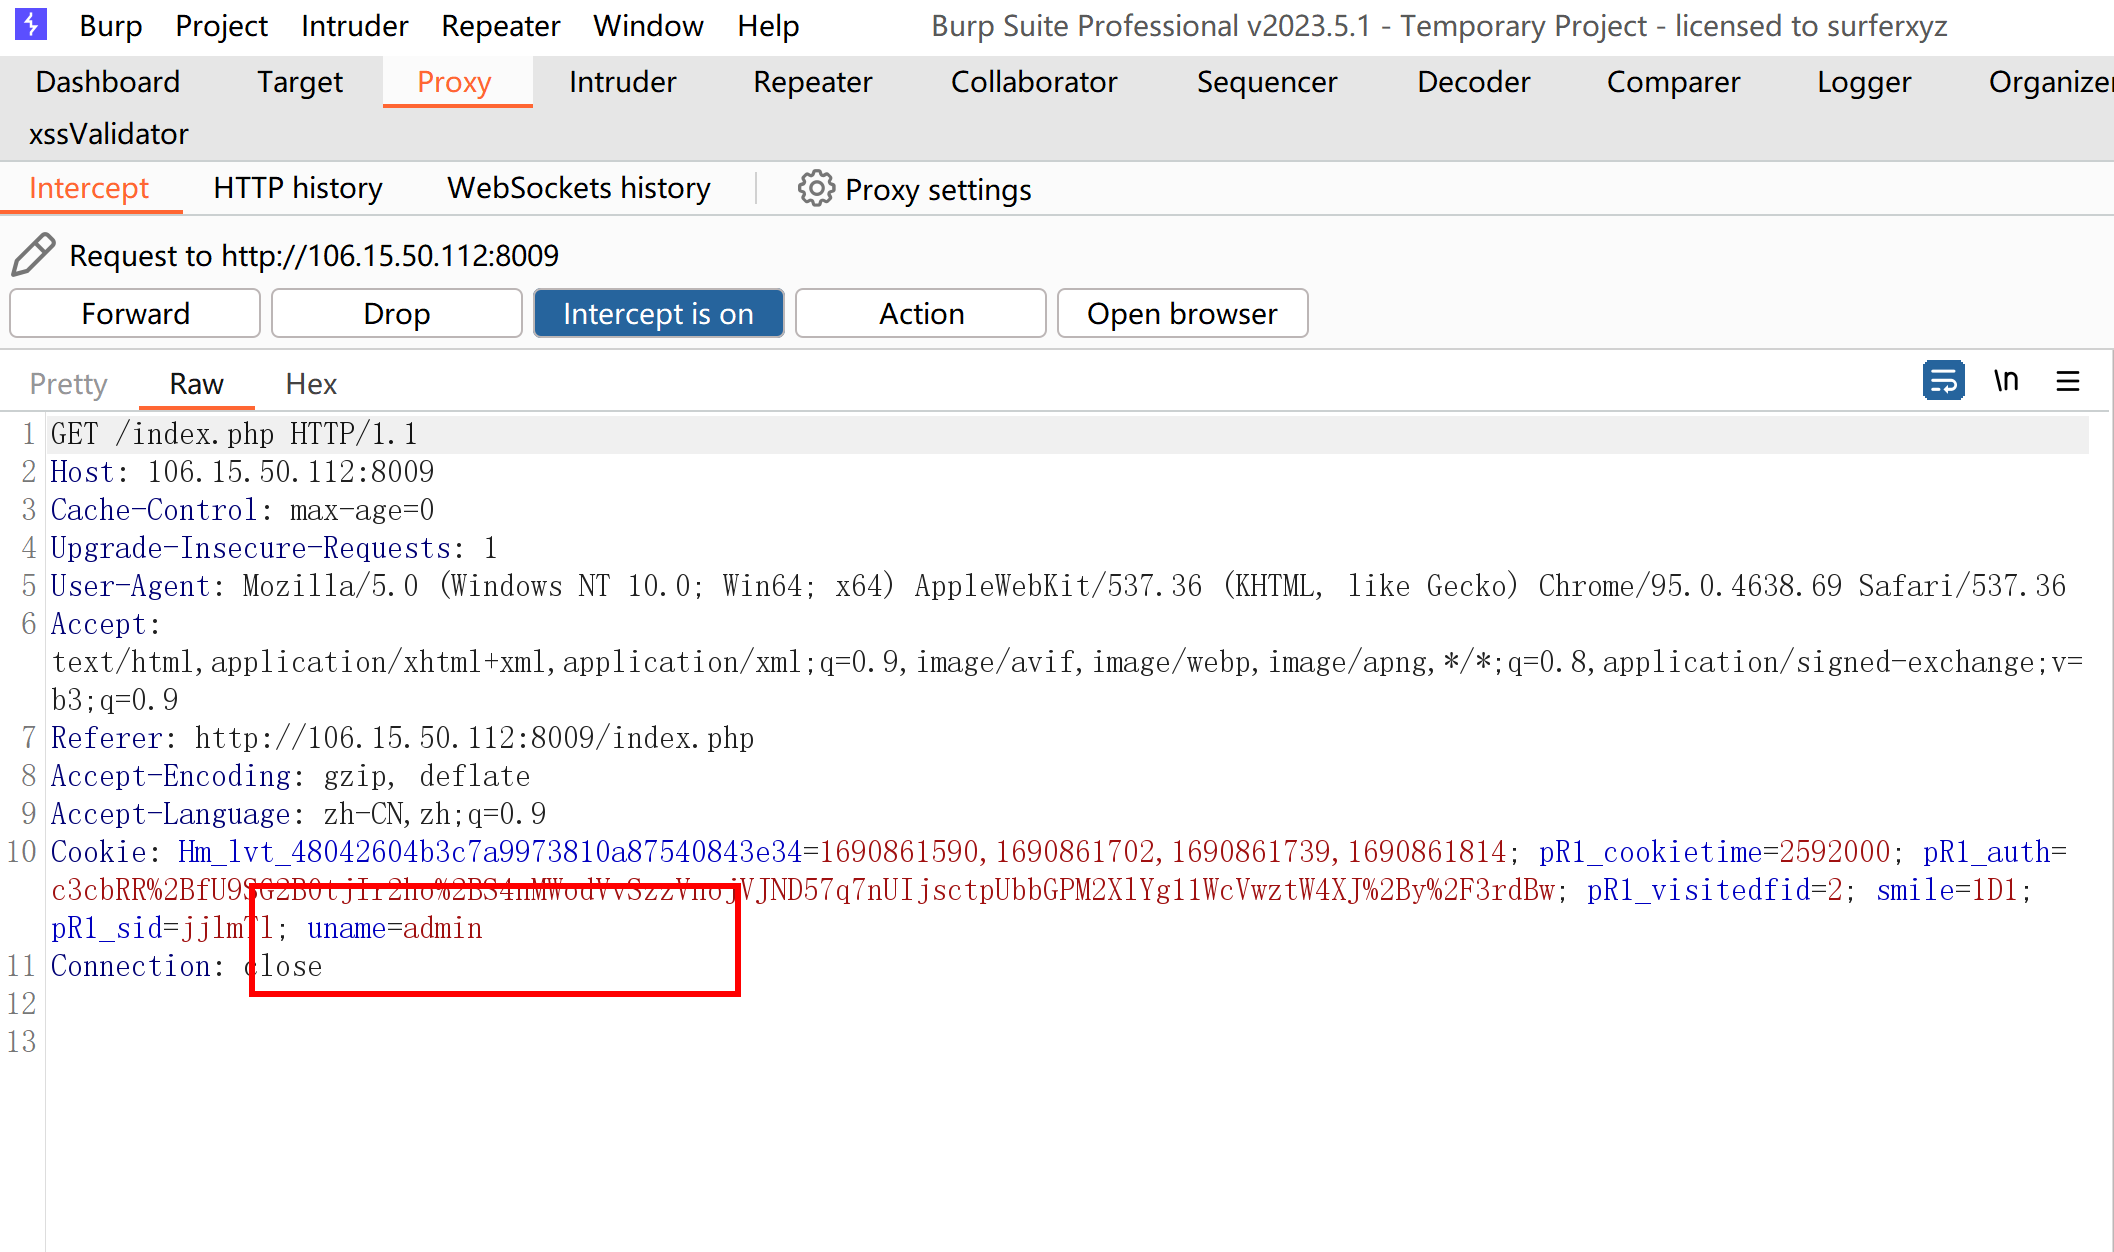 Burp Project Intruder Repeater Window Help Burp Suite Professional v2023.5.1 - Temporary Project - licensed to surferxyz
Dashboard Target Proxy Intruder Repeater Collaborator Sequencer Decoder Comparer Logger Organizer
xssValidator
Intercept HTTP history WebSockets history Proxy settings
Request to http://106.15.50.112:8009
Forward Drop Intercept is on Action Open browser
Pretty Raw Hex \n
1 GET /index.php HTTP/1.1
2 Host: 106.15.50.112:8009
3 Cache-Control: max-age=0
4 Upgrade-Insecure-Requests: 1
5 User-Agent: Mozilla/5.0 (Windows NT 10.0; Win64; x64) AppleWebKit/537.36 (KHTML, like Gecko) Chrome/95.0.4638.69 Safari/537.36
6 Accept:
text/html,application/xhtml+xml,application/xml;q=0.9,image/avif,image/webp,image/apng,*/*;q=0.8,application/signed-exchange;v=
b3;q=0.9
7 Referer: http://106.15.50.112:8009/index.php
8 Accept-Encoding: gzip, deflate
9 Accept-Language: zh-CN,zh;q=0.9
10 Cookie: Hm_lvt_48042604b3c7a9973810a87540843e34=1690861590,1690861702,1690861739,1690861814; pR1_cookietime=2592000; pR1_auth=
; pR1_visitedfid=2; smile=1D1;
pR1_sid=jjlmTl; uname=admin
11 Connection: close
12
13